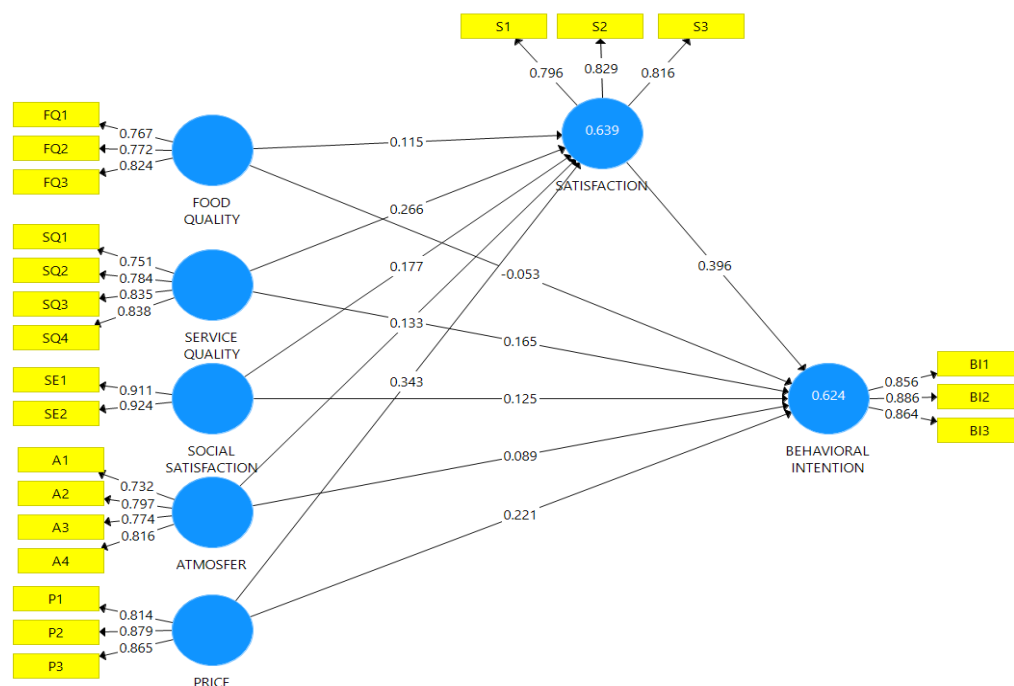 S1
S2
S3
0.796
0.829
0.816
0.639
SATISFACTION
FQ1
FQ2
FQ3
0.767
0.772
0.824
FOOD
QUALITY
0.115
0.266
0.177
-0.053
0.133
0.165
0.343
0.125
0.089
0.221
0.396
SQ1
SQ2
SQ3
SQ4
0.751
0.784
0.835
0.838
SERVICE
QUALITY
SE1
SE2
0.911
0.924
SOCIAL
SATISFACTION
A1
A2
A3
A4
0.732
0.797
0.774
0.816
ATMOSFER
P1
P2
P3
0.814
0.879
0.865
PRICE
0.624
BEHAVIORAL
INTENTION
0.856
0.886
0.864
BI1
BI2
BI3